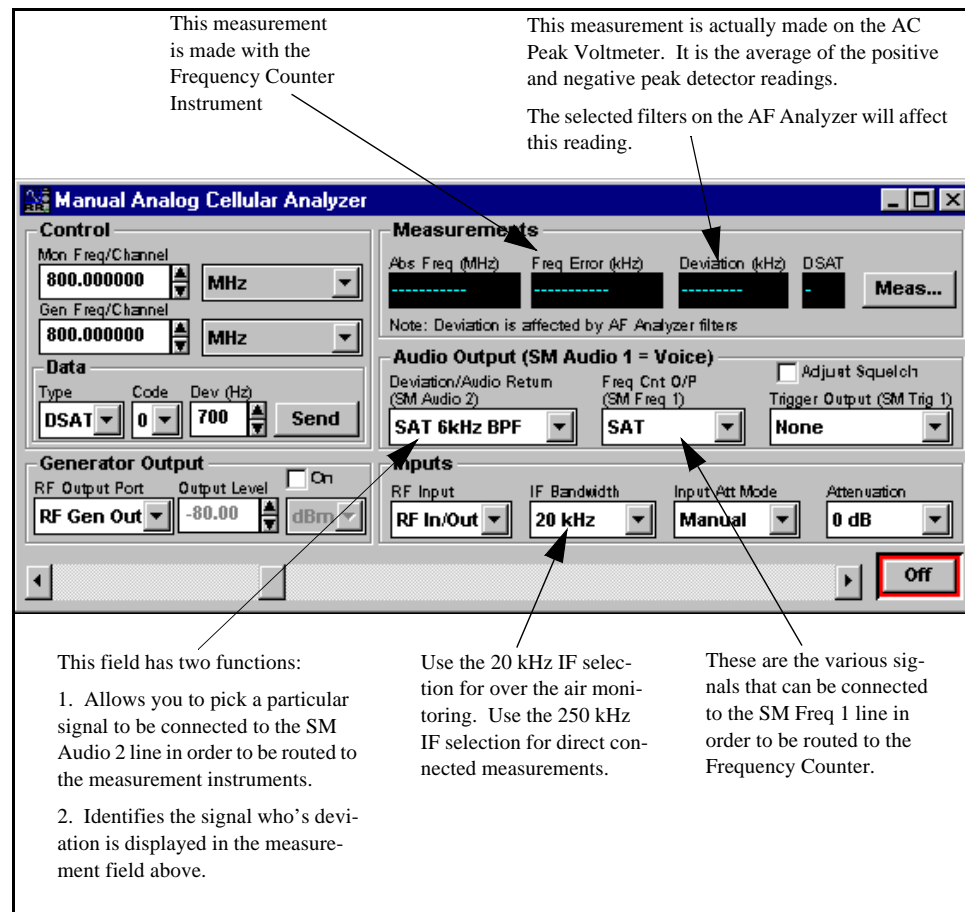 This measurement
is made with the
Frequency Counter
Instrument
This measurement is actually made on the AC
Peak Voltmeter. It is the average of the positive
and negative peak detector readings.
The selected filters on the AF Analyzer will affect
this reading.
Manual Analog Cellular Analyzer
Control
Mon Freq/Channel
800.000000 MHz
Gen Freq/Channel
800.000000 MHz
Data
Type Code Dev (Hz)
DSAT 0 700 Send
Generator Output
On
RF Output Port Output Level
RF Gen Out -80.00 dBm
Measurements
Abs Freq (MHz) Freq Error (kHz) Deviation (kHz) DSAT
----------- ----------- --------- - Meas...
Note: Deviation is affected by AF Analyzer filters
Audio Output (SM Audio 1 = Voice)
Adjust Squelch
Deviation/Audio Return Freq Cnt O/P
(SM Audio 2) (SM Freq 1) Trigger Output (SM Trig 1)
SAT 6kHz BPF SAT None
Inputs
RF Input IF Bandwidth Input Att Mode Attenuation
RF In/Out 20 kHz Manual 0 dB
Off
This field has two functions:
1. Allows you to pick a particular
signal to be connected to the SM
Audio 2 line in order to be routed to
the measurement instruments.
2. Identifies the signal who's devi-
ation is displayed in the measure-
ment field above.
Use the 20 kHz IF selec-
tion for over the air moni-
toring. Use the 250 kHz
IF selection for direct con-
nected measurements.
These are the various sig-
nals that can be connected
to the SM Freq 1 line in
order to be routed to the
Frequency Counter.